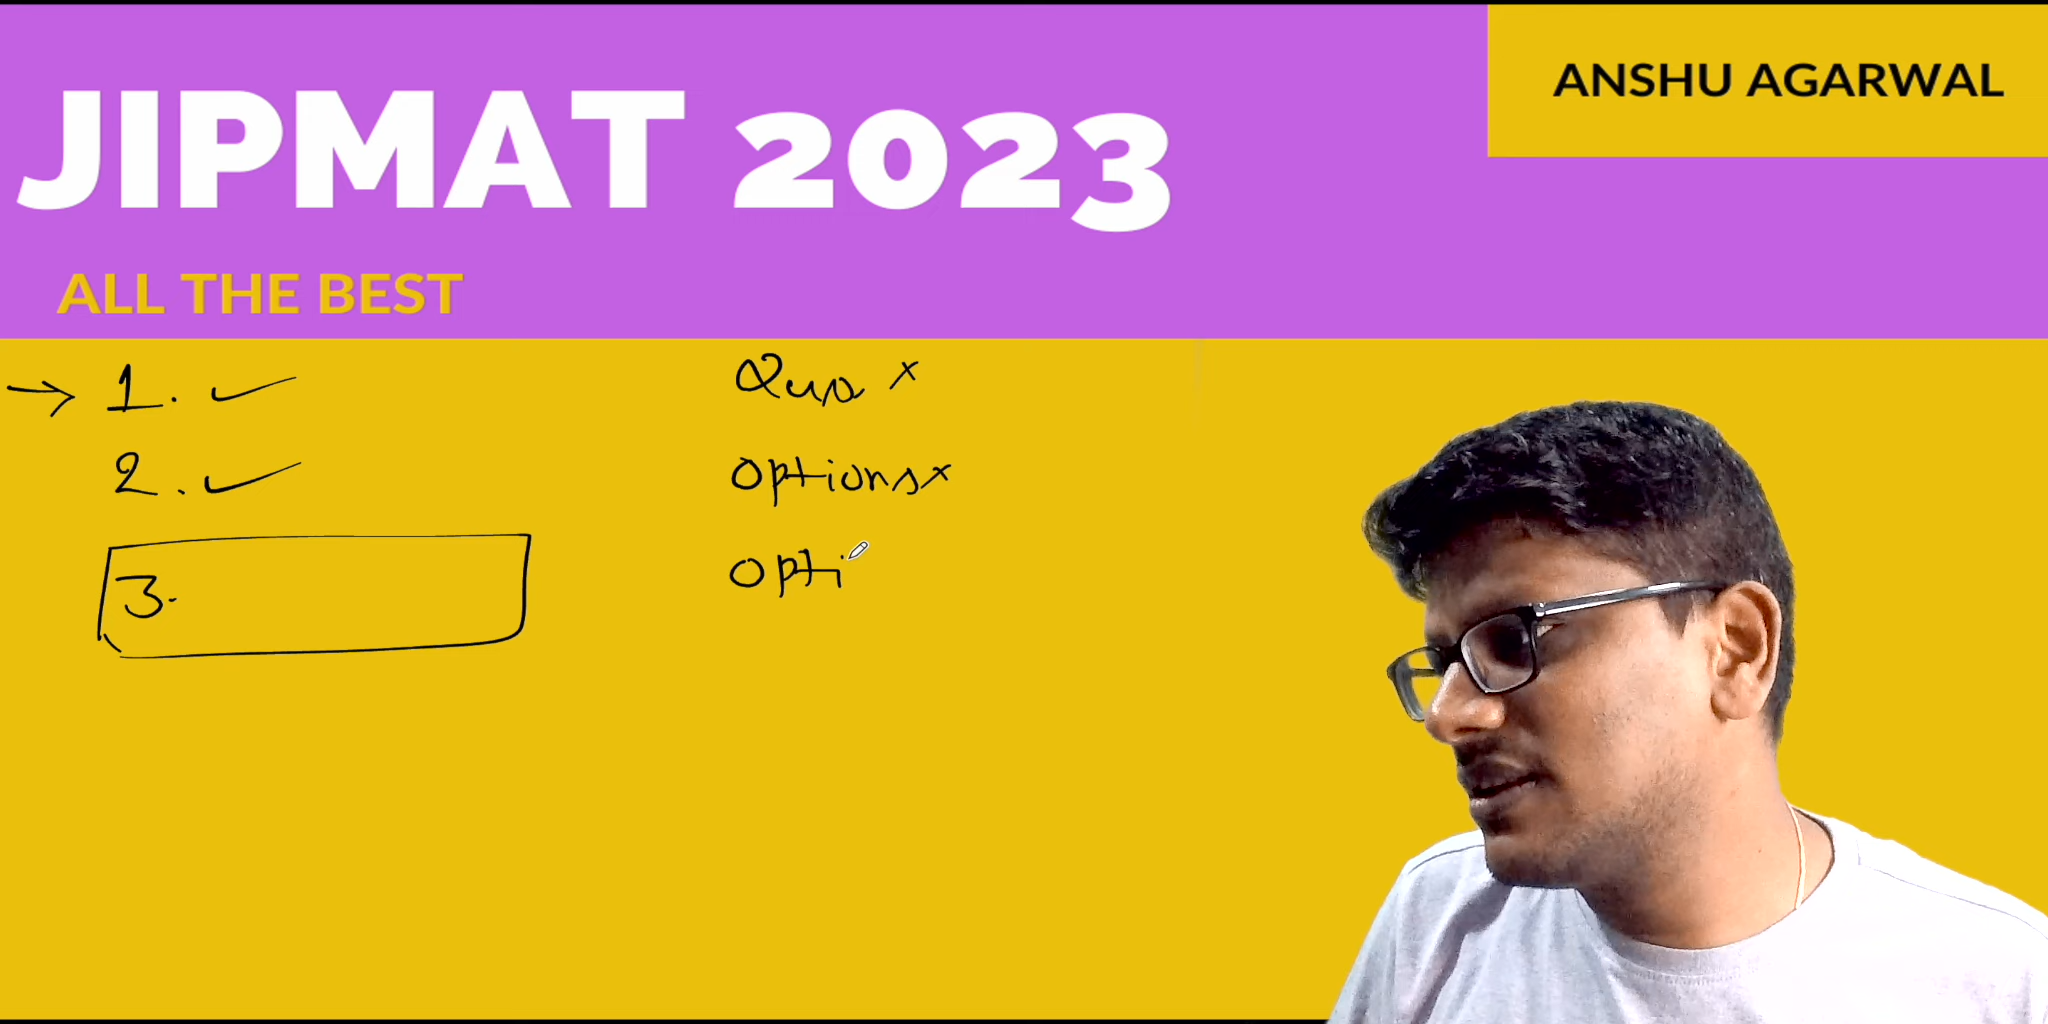 ANSHU AGARWAL
JIPMAT 2023
ALL THE BEST
→ 1. ✓
2. ✓
3.
Ques ×
options ×
opti